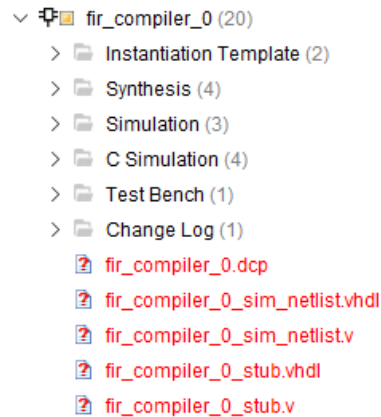 fir_compiler_0 (20)
Instantiation Template (2)
Synthesis (4)
Simulation (3)
C Simulation (4)
Test Bench (1)
Change Log (1)
fir_compiler_0.dcp
fir_compiler_0_sim_netlist.vhdl
fir_compiler_0_sim_netlist.v
fir_compiler_0_stub.vhdl
fir_compiler_0_stub.v